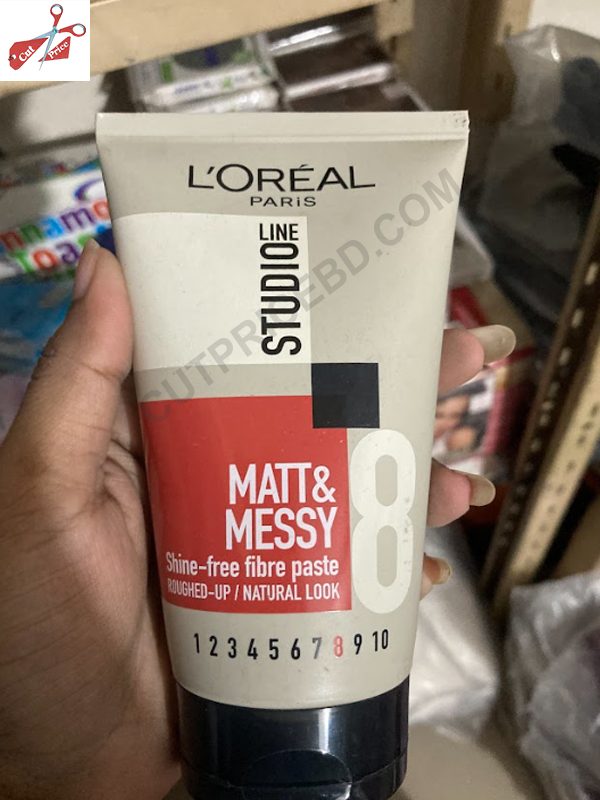 Cut
Price
L'ORÉAL
PARIS
STUDIO
LINE
MATT&
MESSY
8
Shine-free fibre paste
ROUGHED-UP / NATURAL LOOK
1 2 3 4 5 6 7 8 9 10
CUTPRICEBD.COM